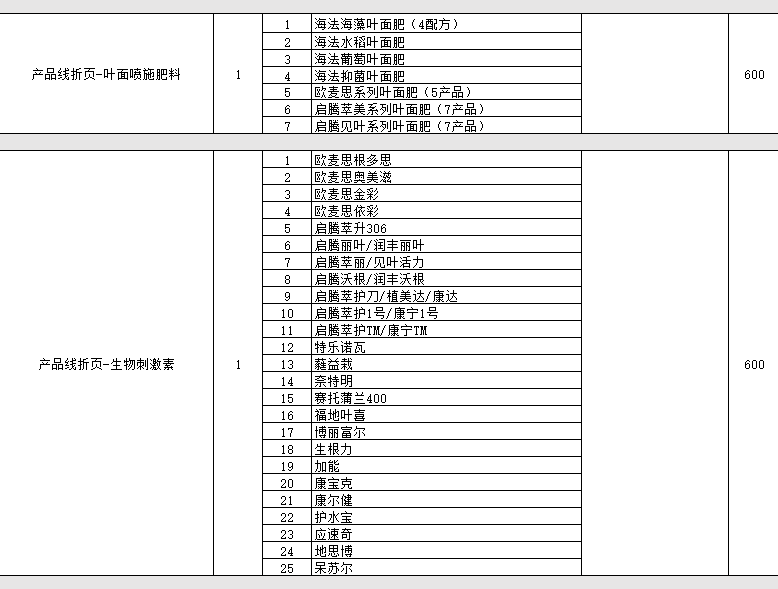 产品线折页-叶面喷施肥料 1 600
1 海法海藻叶面肥（4配方）
2 海法水稻叶面肥
3 海法葡萄叶面肥
4 海法抑菌叶面肥
5 欧麦思系列叶面肥（5产品）
6 启腾萃美系列叶面肥（7产品）
7 启腾见叶系列叶面肥（7产品）
产品线折页-生物刺激素 1 600
1 欧麦思根多思
2 欧麦思奥美滋
3 欧麦思金彩
4 欧麦思依彩
5 启腾萃升306
6 启腾丽叶/润丰丽叶
7 启腾萃丽/见叶活力
8 启腾沃根/润丰沃根
9 启腾萃护刀/植美达/康达
10 启腾萃护1号/康宁1号
11 启腾萃护TM/康宁TM
12 特乐诺瓦
13 蕤益栽
14 奈特明
15 赛托蒲兰400
16 福地叶喜
17 博丽富尔
18 生根力
19 加能
20 康宝克
21 康尔健
22 护水宝
23 应速奇
24 地思博
25 呆苏尔